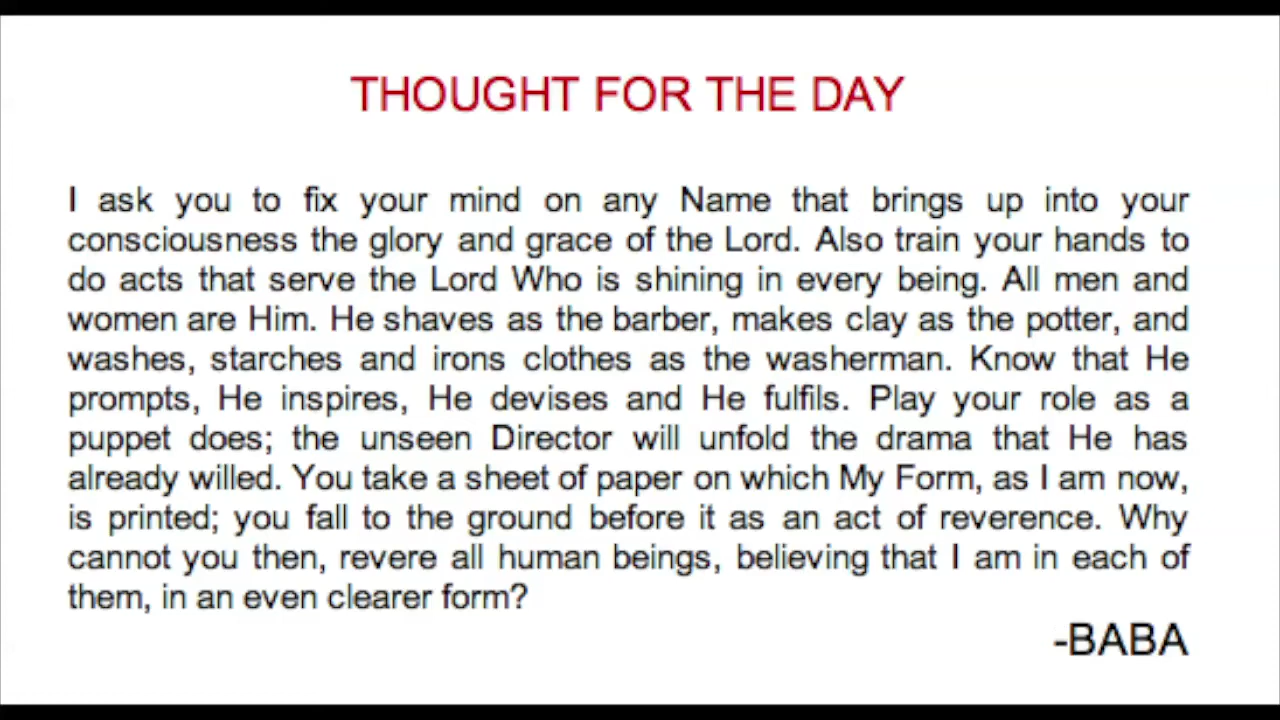 THOUGHT FOR THE DAY
I ask you to fix your mind on any Name that brings up into your
consciousness the glory and grace of the Lord. Also train your hands to
do acts that serve the Lord Who is shining in every being. All men and
women are Him. He shaves as the barber, makes clay as the potter, and
washes, starches and irons clothes as the washerman. Know that He
prompts, He inspires, He devises and He fulfils. Play your role as a
puppet does; the unseen Director will unfold the drama that He has
already willed. You take a sheet of paper on which My Form, as I am now,
is printed; you fall to the ground before it as an act of reverence. Why
cannot you then, revere all human beings, believing that I am in each of
them, in an even clearer form?
-BABA